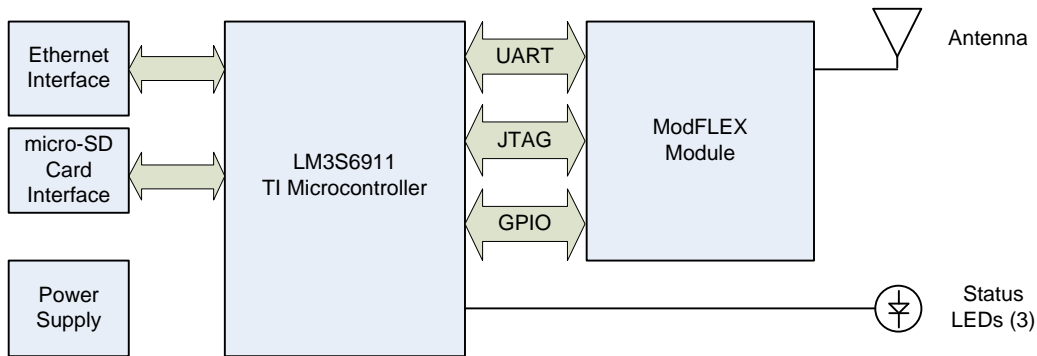 Ethernet
Interface
micro-SD
Card
Interface
Power
Supply
LM3S6911
TI Microcontroller
UART
JTAG
GPIO
ModFLEX
Module
Antenna
Status
LEDs (3)